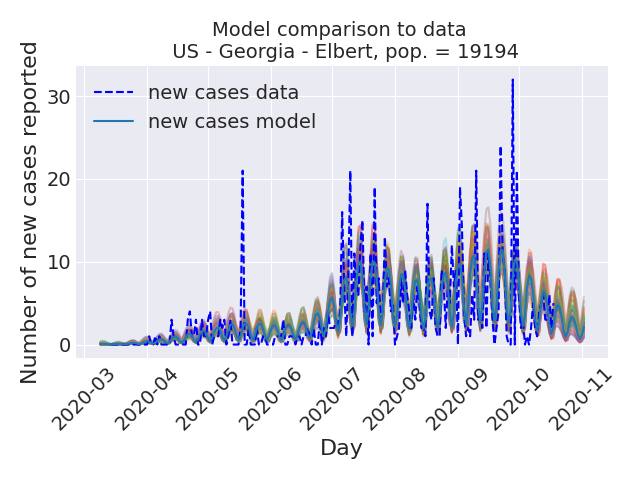 Model comparison to data
US - Georgia - Elbert, pop. = 19194
Number of new cases reported
30
20
10
0
new cases data
new cases model
2020-03
2020-04
2020-05
2020-06
2020-07
2020-08
2020-09
2020-10
2020-11
Day